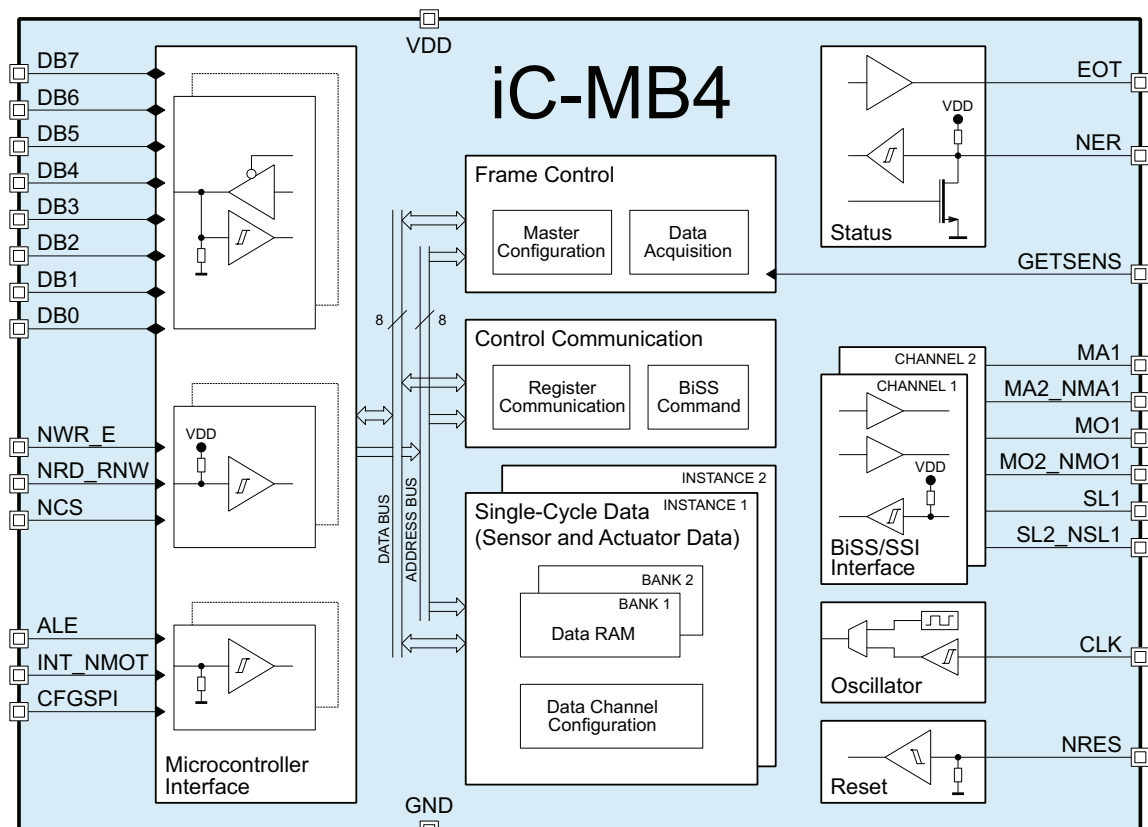 VDD
iC-MB4
DB7
DB6
DB5
DB4
DB3
DB2
DB1
DB0
NWR_E
NRD_RNW
NCS
ALE
INT_NMOT
CFGSPI
VDD
Microcontroller
Interface
8
8
DATA BUS
ADDRESS BUS
Frame Control
Master
Configuration
Data
Acquisition
Control Communication
Register
Communication
BiSS
Command
INSTANCE 2
INSTANCE 1
Single-Cycle Data
(Sensor and Actuator Data)
BANK 2
BANK 1
Data RAM
Data Channel
Configuration
VDD
Status
CHANNEL 2
CHANNEL 1
VDD
BiSS/SSI
Interface
Oscillator
Reset
EOT
NER
GETSENS
MA1
MA2_NMA1
MO1
MO2_NMO1
SL1
SL2_NSL1
CLK
NRES
GND